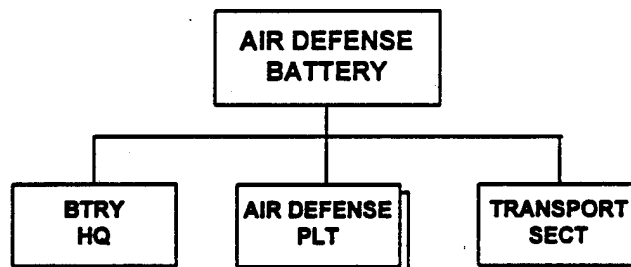 AIR DEFENSE
BATTERY
BTRY
HQ
AIR DEFENSE
PLT
TRANSPORT
SECT